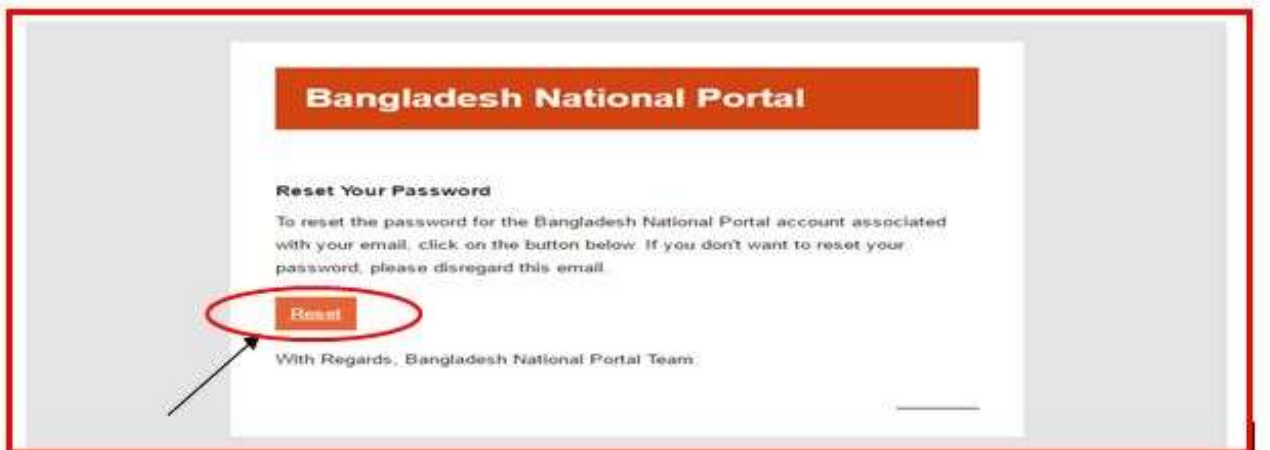 Bangladesh National Portal
Reset Your Password
To reset the password for the Bangladesh National Portal account associated
with your email, click on the button below. If you don't want to reset your
password, please disregard this email.
Reset
With Regards, Bangladesh National Portal Team.